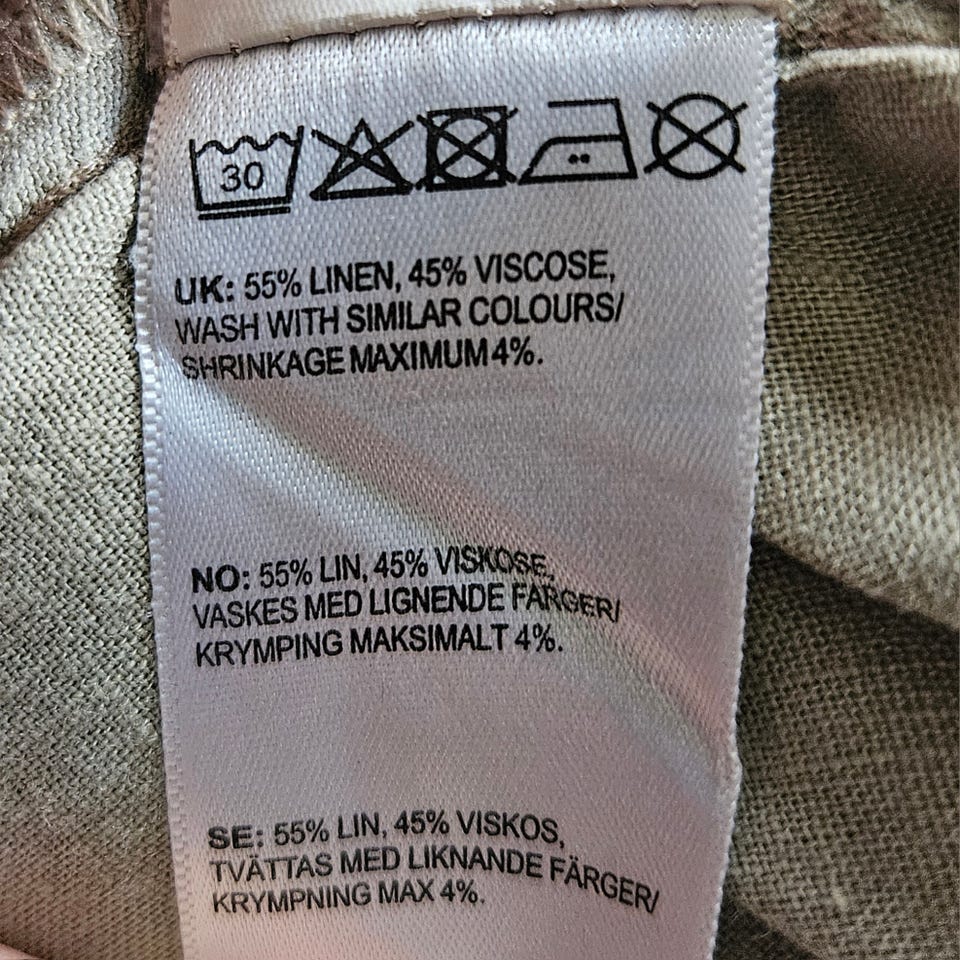 30
UK: 55% LINEN, 45% VISCOSE,
WASH WITH SIMILAR COLOURS/
SHRINKAGE MAXIMUM 4%.
NO: 55% LIN, 45% VISKOSE,
VASKES MED LIGNENDE FARGER/
KRYMPING MAKSIMALT 4%.
SE: 55% LIN, 45% VISKOS,
TVÄTTAS MED LIKNANDE FÄRGER/
KRYMPNING MAX 4%.